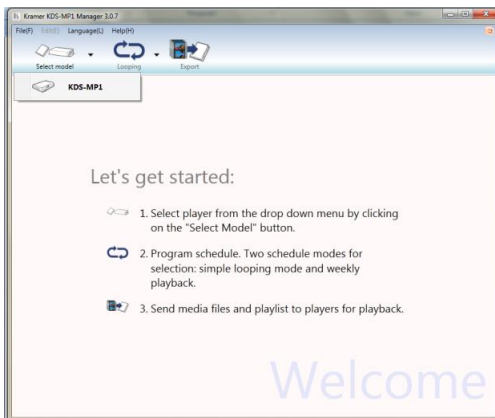 Kramer KDS-MP1 Manager 3.0.7
File(F) Edit(E) Language(L) Help(H)
Select model Looping Export
KDS-MP1
Let's get started:
1. Select player from the drop down menu by clicking
on the "Select Model" button.
2. Program schedule. Two schedule modes for
selection: simple looping mode and weekly
playback.
3. Send media files and playlist to players for playback.
Welcome